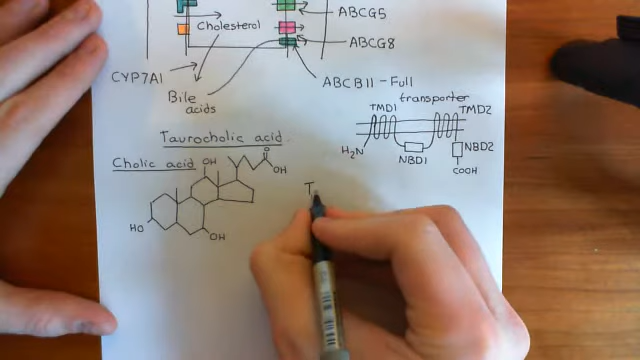 ABCG5
Cholesterol
ABCG8
CYP7A1
ABCB11 - Full
transporter
Bile
acids
TMD1
TMD2
Taurocholic acid
H₂N
NBD1
NBD2
COOH
Cholic acid
OH
O
OH
HO
OH
T